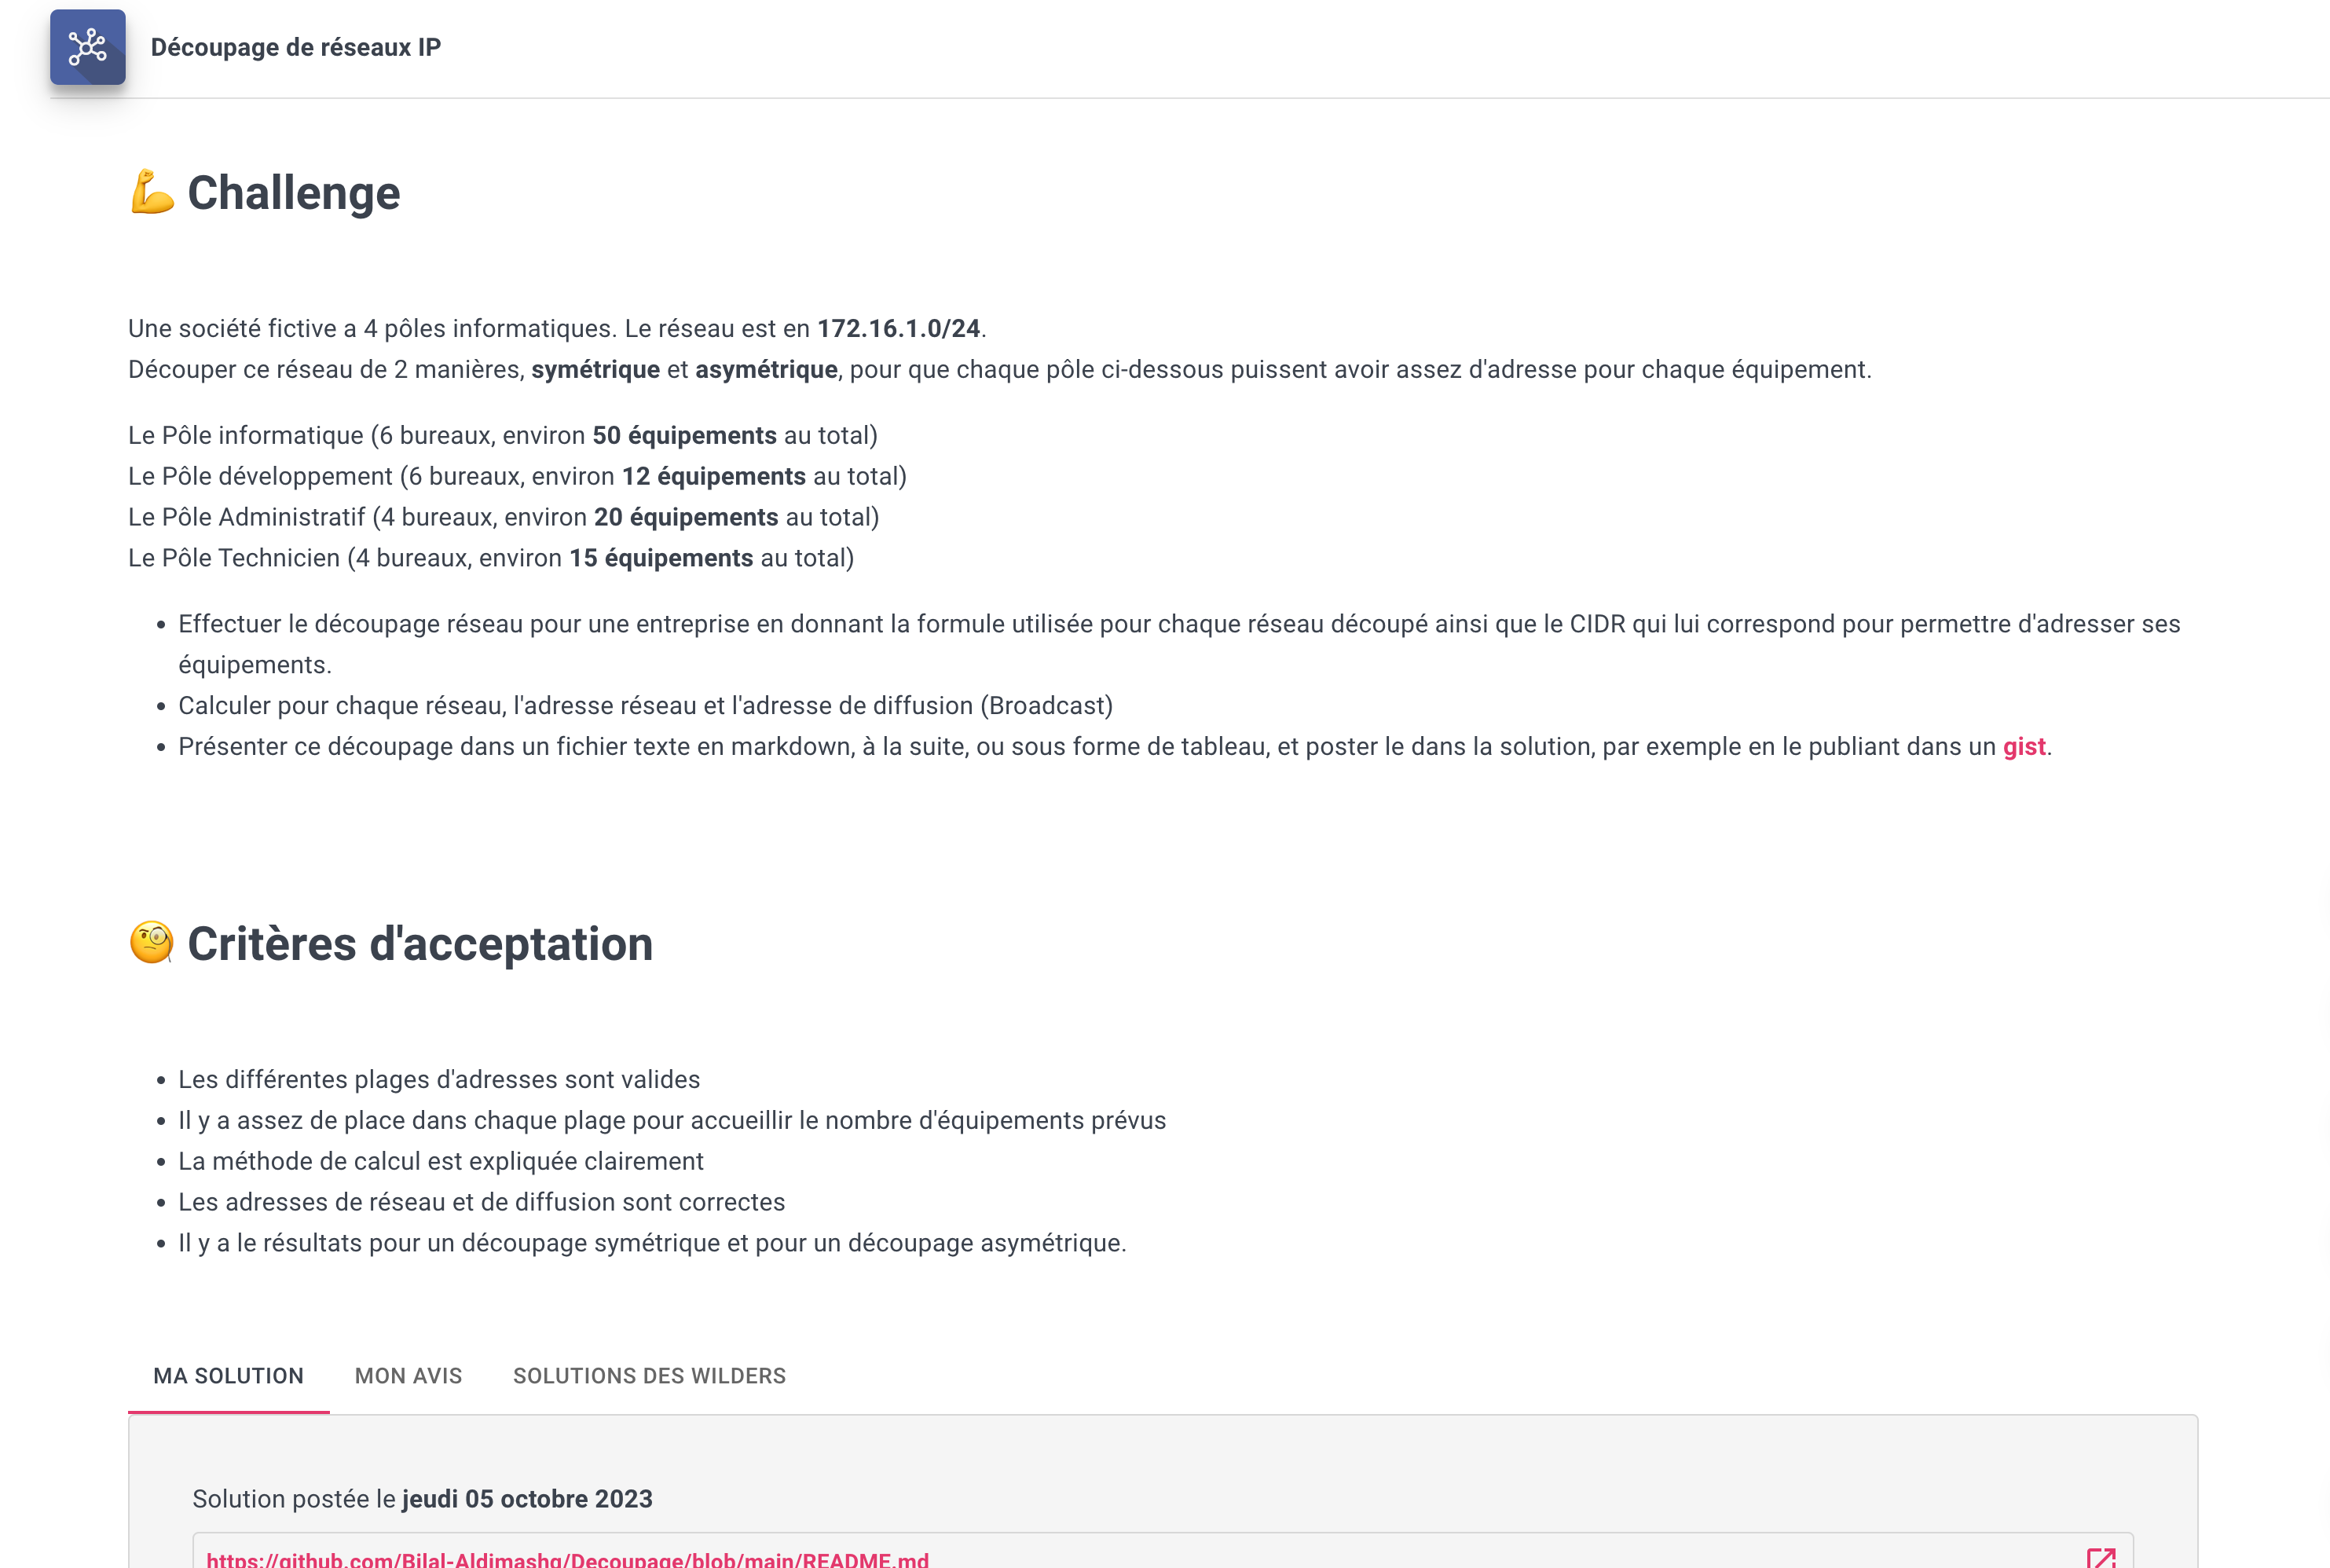 Découpage de réseaux IP
💪 Challenge
Une société fictive a 4 pôles informatiques. Le réseau est en 172.16.1.0/24.
Découper ce réseau de 2 manières, symétrique et asymétrique, pour que chaque pôle ci-dessous puissent avoir assez d'adresse pour chaque équipement.
Le Pôle informatique (6 bureaux, environ 50 équipements au total)
Le Pôle développement (6 bureaux, environ 12 équipements au total)
Le Pôle Administratif (4 bureaux, environ 20 équipements au total)
Le Pôle Technicien (4 bureaux, environ 15 équipements au total)
• Effectuer le découpage réseau pour une entreprise en donnant la formule utilisée pour chaque réseau découpé ainsi que le CIDR qui lui correspond pour permettre d'adresser ses
équipements.
• Calculer pour chaque réseau, l'adresse réseau et l'adresse de diffusion (Broadcast)
• Présenter ce découpage dans un fichier texte en markdown, à la suite, ou sous forme de tableau, et poster le dans la solution, par exemple en le publiant dans un gist.
🧐 Critères d'acceptation
• Les différentes plages d'adresses sont valides
• Il y a assez de place dans chaque plage pour accueillir le nombre d'équipements prévus
• La méthode de calcul est expliquée clairement
• Les adresses de réseau et de diffusion sont correctes
• Il y a le résultats pour un découpage symétrique et pour un découpage asymétrique.
MA SOLUTION MON AVIS SOLUTIONS DES WILDERS
Solution postée le jeudi 05 octobre 2023
https://github.com/Bilal-Aldimashq/Decoupage/blob/main/README.md